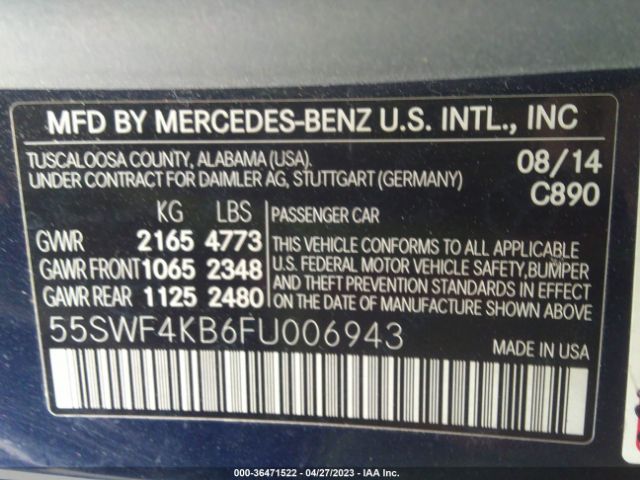 MFD BY MERCEDES-BENZ U.S. INTL., INC
TUSCALOOSA COUNTY, ALABAMA (USA). 08/14
UNDER CONTRACT FOR DAIMLER AG, STUTTGART (GERMANY) C890
KG LBS PASSENGER CAR
GWR 2165 4773 THIS VEHICLE CONFORMS TO ALL APPLICABLE
GAWR FRONT 1065 2348 U.S. FEDERAL MOTOR VEHICLE SAFETY, BUMPER
GAWR REAR 1125 2480 AND THEFT PREVENTION STANDARDS IN EFFECT ON THE DATE OF MANUFACTURE SHOWN ABOVE
55SWF4KB6FU006943 MADE IN USA
000-36471522 - 04/27/2023 - IAA Inc.